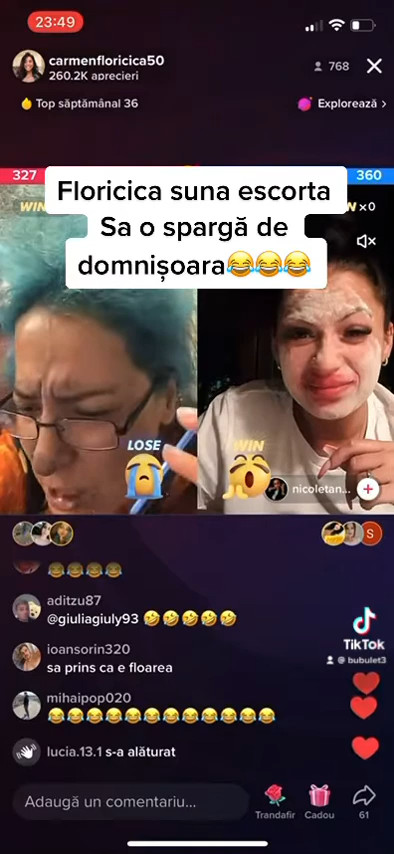 23:49
carmenfloricica50
260.2K aprecieri
768
Top săptămânal 36
Explorează >
327
360
Floricica suna escorta
Sa o spargă de
domnișoara😂😂😂
WIN
N x0
LOSE
WIN
nicoletan...
S
😂😂😂😂
aditzu87
@giuliagiuly93 🤣🤣🤣🤣🤣
ioansorin320
sa prins ca e floarea
TikTok
@bubulet3
mihaipop020
😂😂😂😂😂😂😂😂😂😂😂😂
lucia.13.1 s-a alăturat
Adaugă un comentariu...
Trandafir
Cadou
61